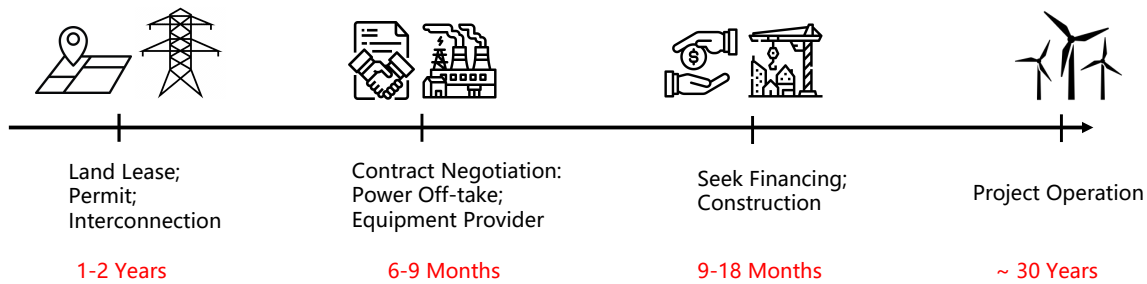 $
Land Lease;
Permit;
Interconnection
Contract Negotiation:
Power Off-take;
Equipment Provider
Seek Financing;
Construction
Project Operation
1-2 Years
6-9 Months
9-18 Months
~ 30 Years